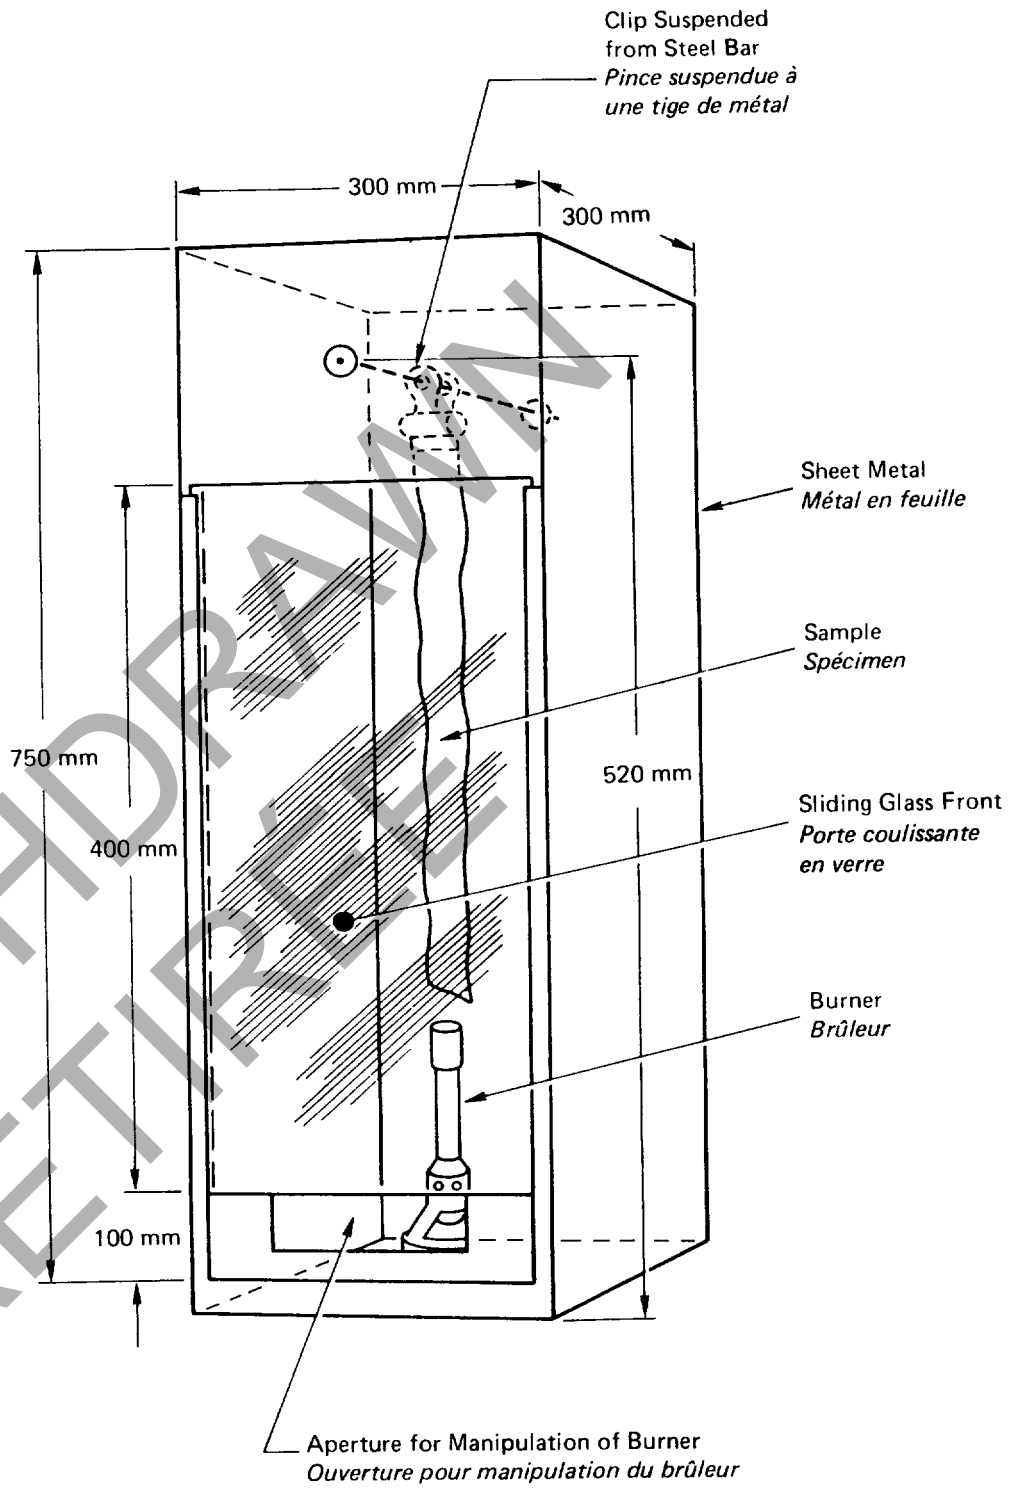 Clip Suspended
from Steel Bar
Pince suspendue à
une tige de métal
300 mm
300 mm
Sheet Metal
Métal en feuille
Sample
Spécimen
750 mm
520 mm
Sliding Glass Front
Porte coulissante
en verre
400 mm
Burner
Brûleur
100 mm
Aperture for Manipulation of Burner
Ouverture pour manipulation du brûleur
HDRAWN
RETIRÉE